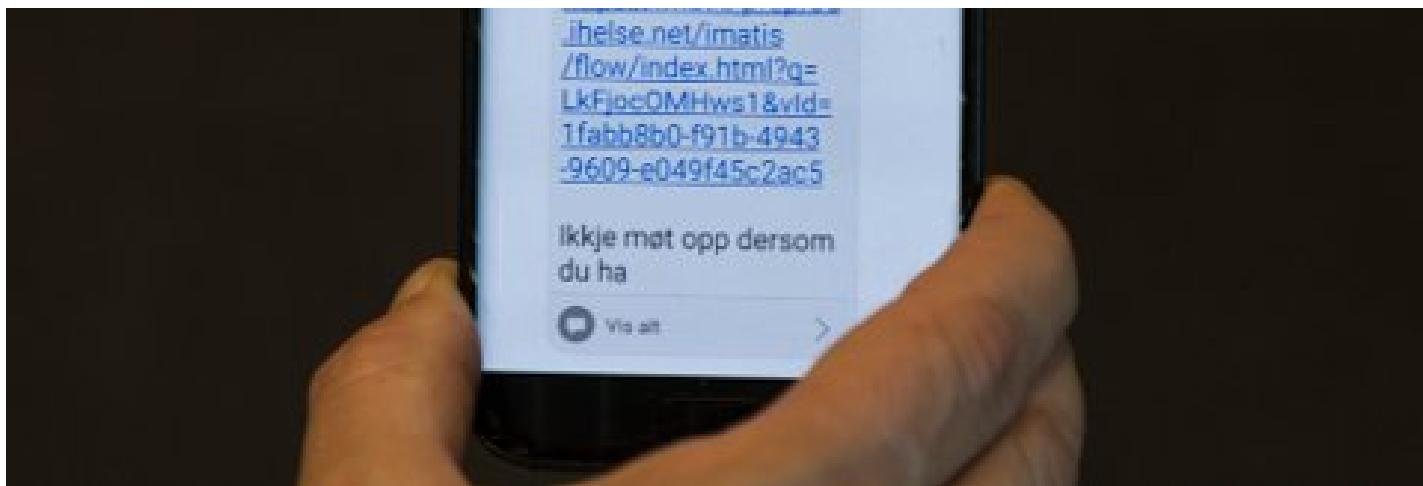 .ihelse.net/imatis
/flow/index.html?q=
LkFjocOMHws1&vId=
1fabb8b0-f91b-4943
-9609-e049f45c2ac5
Ikkje møt opp dersom
du ha
Vis alt